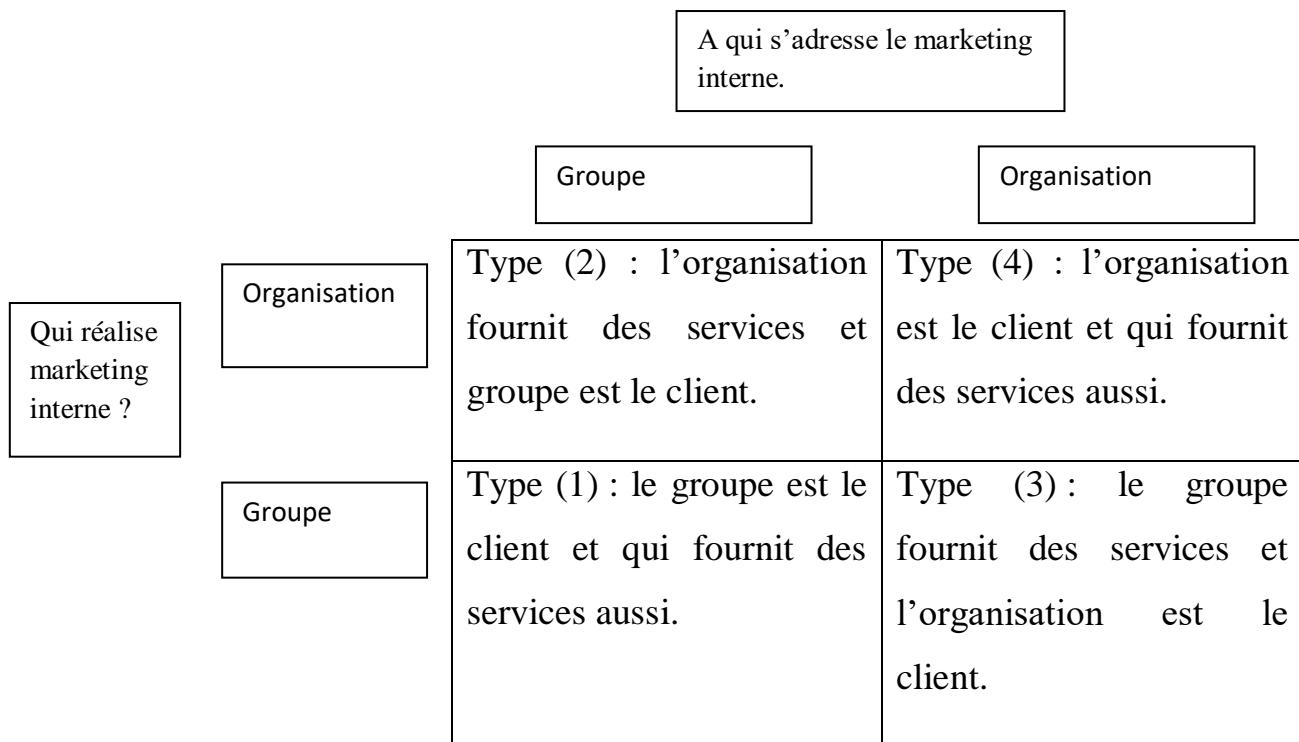 A qui s’adresse le marketing
interne.
Groupe
Organisation
Qui réalise
marketing
interne ?
Organisation
Type (2) : l’organisation
fournit des services et
groupe est le client.
Type (4) : l’organisation
est le client et qui fournit
des services aussi.
Groupe
Type (1) : le groupe est le
client et qui fournit des
services aussi.
Type (3) : le groupe
fournit des services et
l’organisation est le
client.